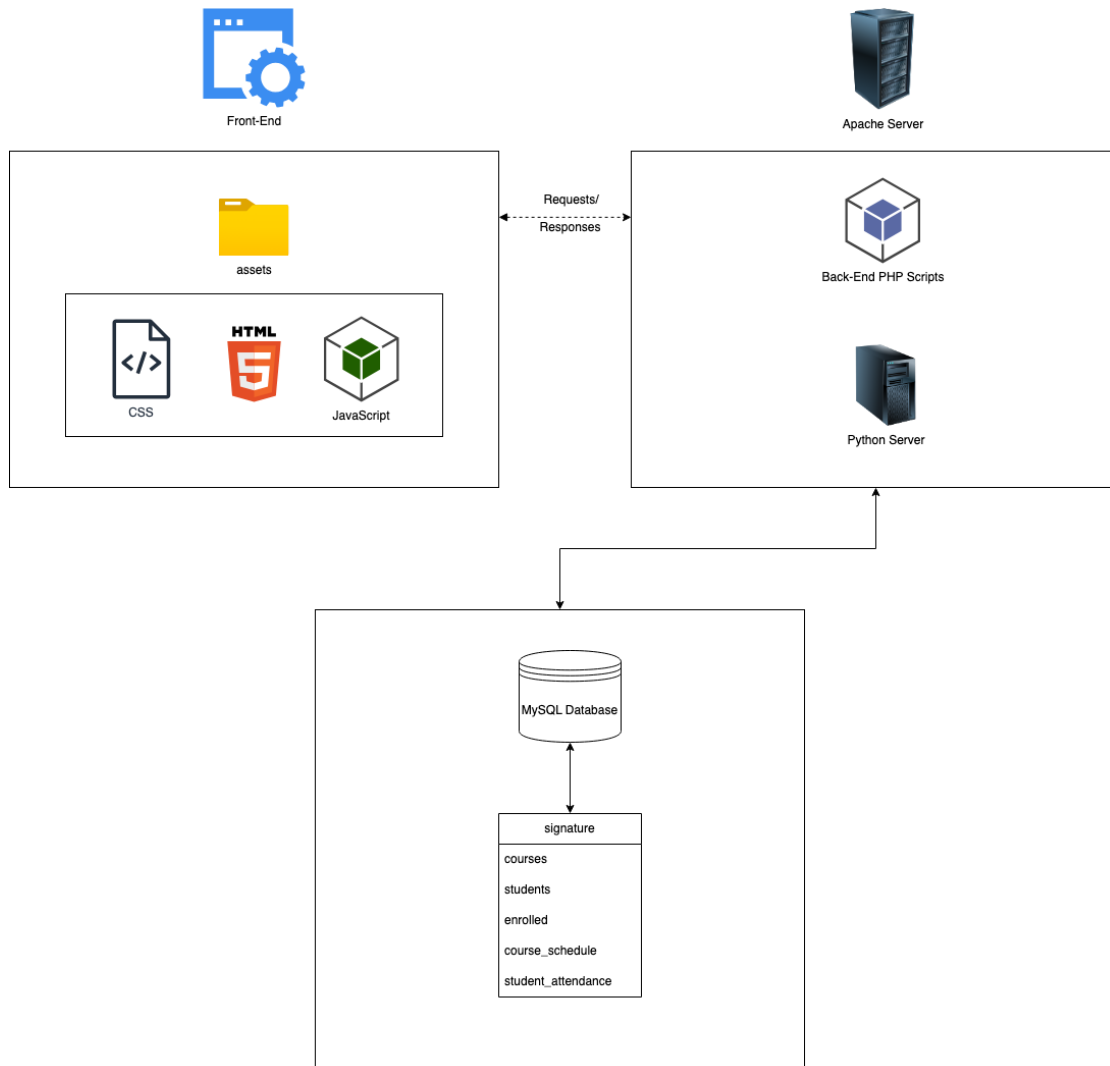 Front-End
Apache Server
Requests/
Responses
assets
Back-End PHP Scripts
HTML
5
</>
CSS
JavaScript
Python Server
MySQL Database
signature
courses
students
enrolled
course_schedule
student_attendance